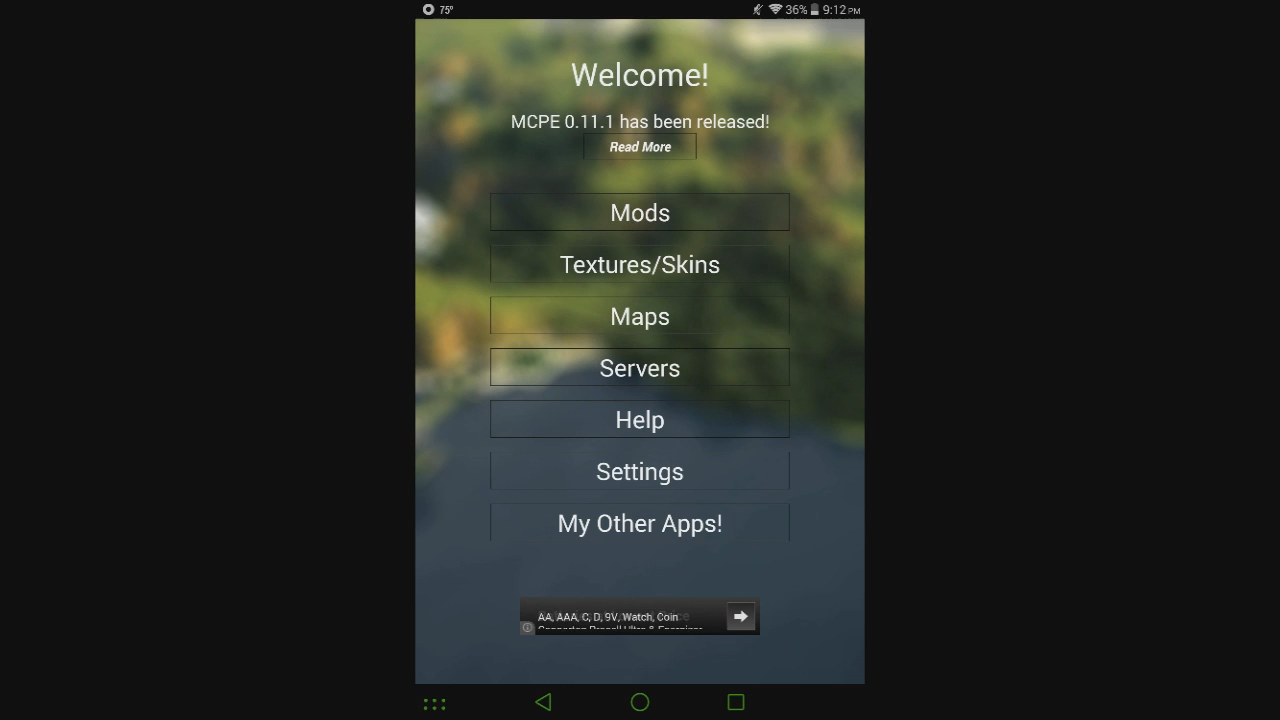 75°
36% 9:12 PM
Welcome!
MCPE 0.11.1 has been released!
Read More
Mods
Textures/Skins
Maps
Servers
Help
Settings
My Other Apps!
AA, AAA, C, D, 9V, Watch, Coin